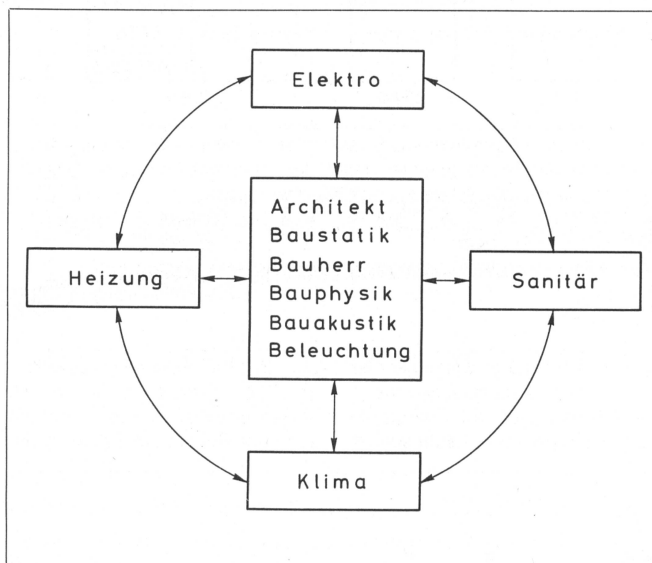 Elektro
Architekt
Baustatik
Bauherr
Bauphysik
Bauakustik
Beleuchtung
Heizung
Sanitär
Klima